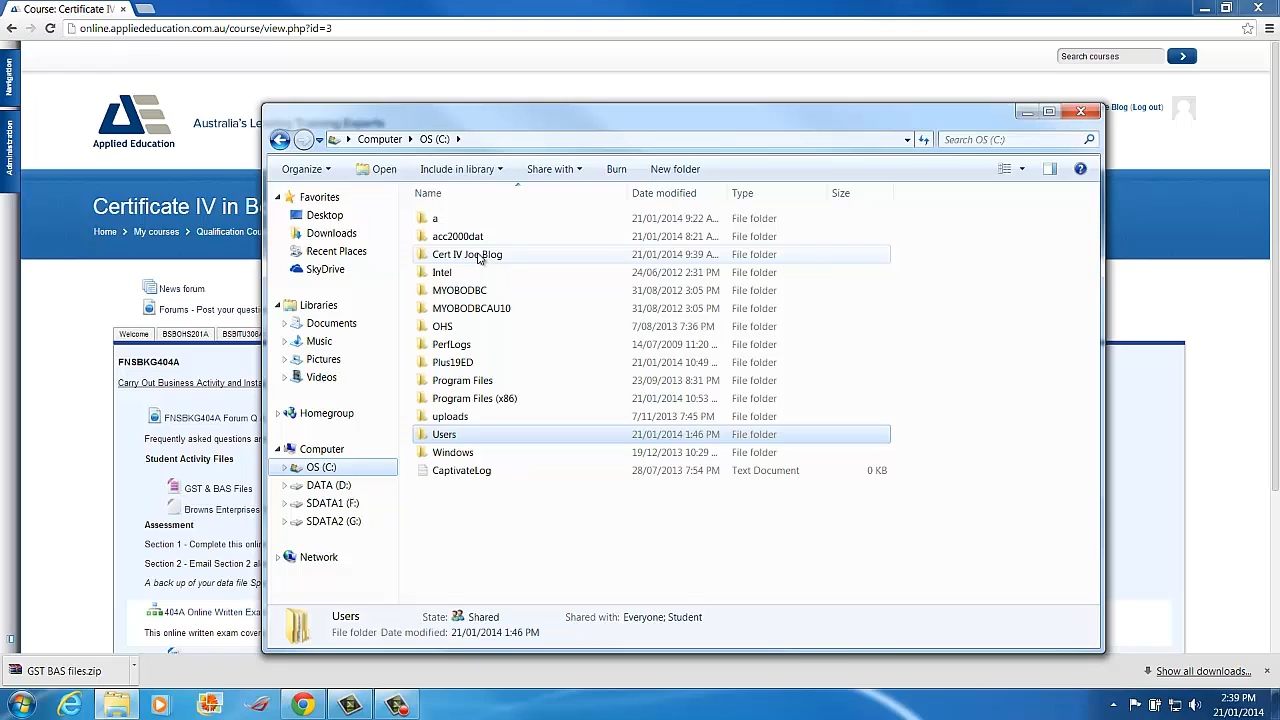 Course: Certificate IV
online.appliededucation.com.au/course/view.php?id=3
Navigation
Administration
Search courses
Applied Education
Australia's
Blog (Log out)
Certificate IV in B
Home
My courses
Qualification Cou
News forum
Forums - Post your
Welcome
BSBOHS201A
BSBITU306A
FNSBKG404A
Carry Out Business Activity and Insta
FNSBKG404A Forum Q
Frequently asked questions a
Student Activity Files
GST & BAS Files
Browns Enterprises
Assessment
Section 1 - Complete this onli
Section 2 - Email Section 2 a
A back up of your data file Sp
404A Online Written Exa
This online written exam cover
Computer
OS (C:)
Search OS (C:)
Organize
Open
Include in library
Share with
Burn
New folder
Favorites
Desktop
Downloads
Recent Places
SkyDrive
Libraries
Documents
Music
Pictures
Videos
Homegroup
Computer
OS (C:)
DATA (D:)
SDATA1 (F:)
SDATA2 (G:)
Network
Name Date modified Type Size
a 21/01/2014 9:22 A... File folder
acc2000dat 21/01/2014 8:21 A... File folder
Cert IV Joe Blog 21/01/2014 9:39 A... File folder
Intel 24/06/2012 2:31 PM File folder
MYOBODBC 31/08/2012 3:05 PM File folder
MYOBODBCAU10 31/08/2012 3:05 PM File folder
OHS 7/08/2013 7:36 PM File folder
PerfLogs 14/07/2009 11:20 ... File folder
Plus19ED 21/01/2014 10:49 ... File folder
Program Files 23/09/2013 8:31 PM File folder
Program Files (x86) 21/01/2014 10:53 ... File folder
uploads 7/11/2013 7:45 PM File folder
Users 21/01/2014 1:46 PM File folder
Windows 19/12/2013 10:29 ... File folder
CaptivateLog 28/07/2013 7:54 PM Text Document 0 KB
Users State: Shared Shared with: Everyone; Student
File folder Date modified: 21/01/2014 1:46 PM
GST BAS files.zip
Show all downloads...
2:39 PM
21/01/2014